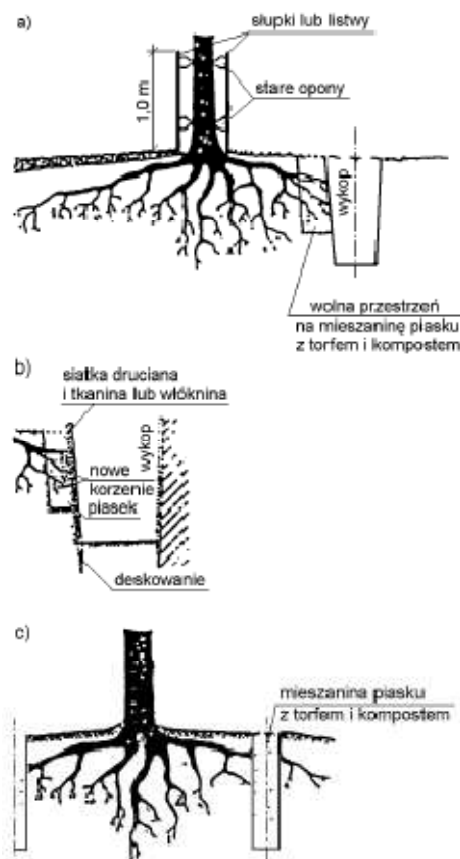 a)
słupki lub listwy
1,0 m
stare opony
wykop
wolna przestrzeń
na mieszaninę piasku
z torfem i kompostem
b)
siatka druciana
i tkanina lub włóknina
wykop
nowe
korzenie
piasek
deskowanie
c)
mieszanina piasku
z torfem i kompostem